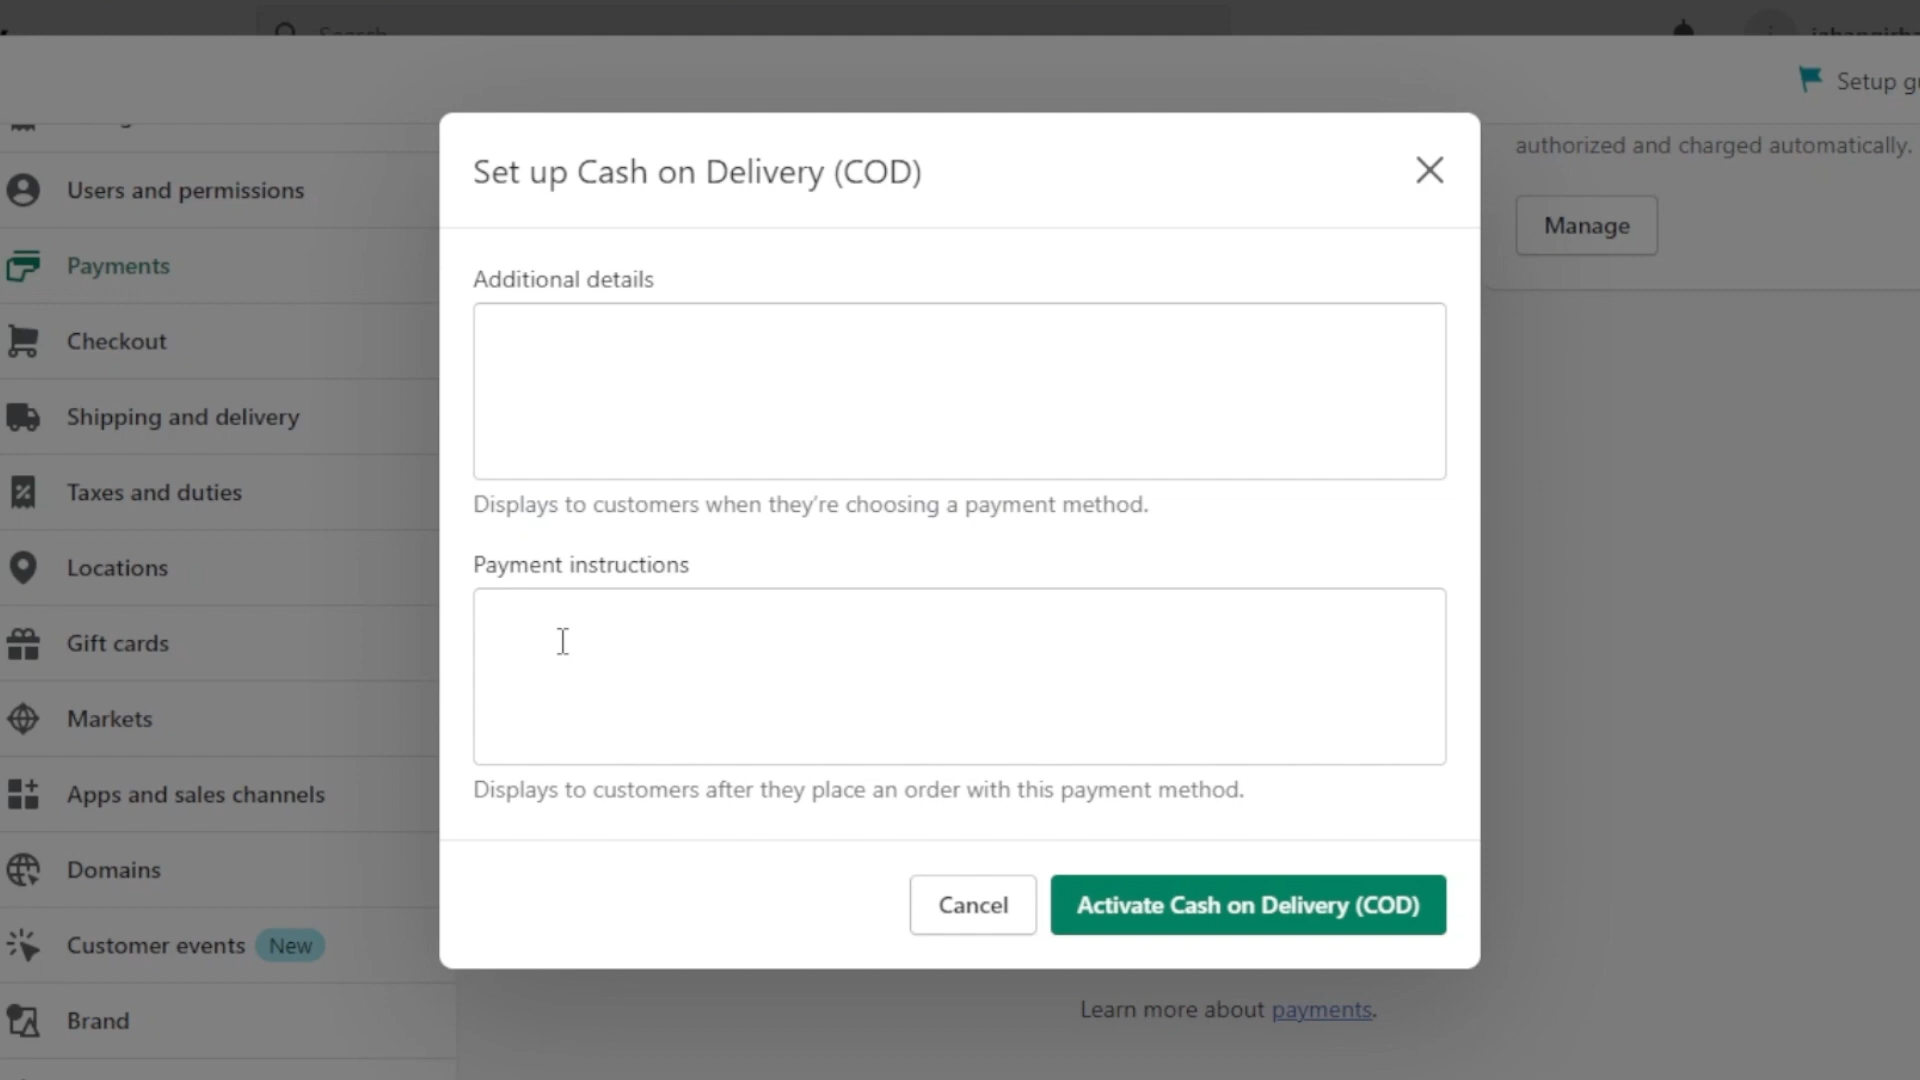 Search
Setup
authorized and charged automatically.
Manage
Users and permissions
Payments
Checkout
Shipping and delivery
Taxes and duties
Locations
Gift cards
Markets
Apps and sales channels
Domains
Customer events New
Brand
Set up Cash on Delivery (COD)
Additional details
Displays to customers when they're choosing a payment method.
Payment instructions
Displays to customers after they place an order with this payment method.
Cancel
Activate Cash on Delivery (COD)
Learn more about payments.